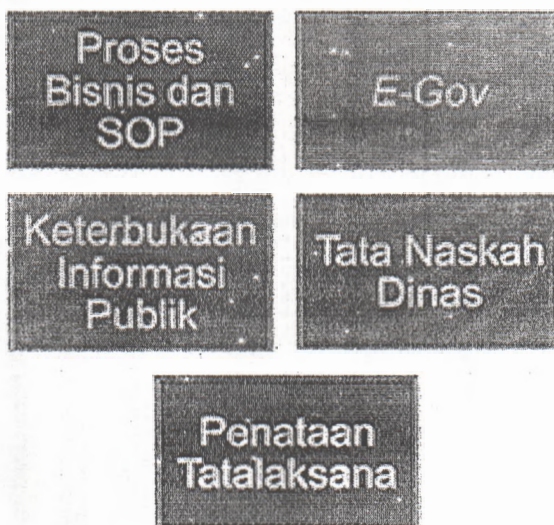 Proses
Bisnis dan
SOP
E-Gov
Keterbukaan
Informasi
Publik
Tata Naskah
Dinas
Penataan
Tatalaksana